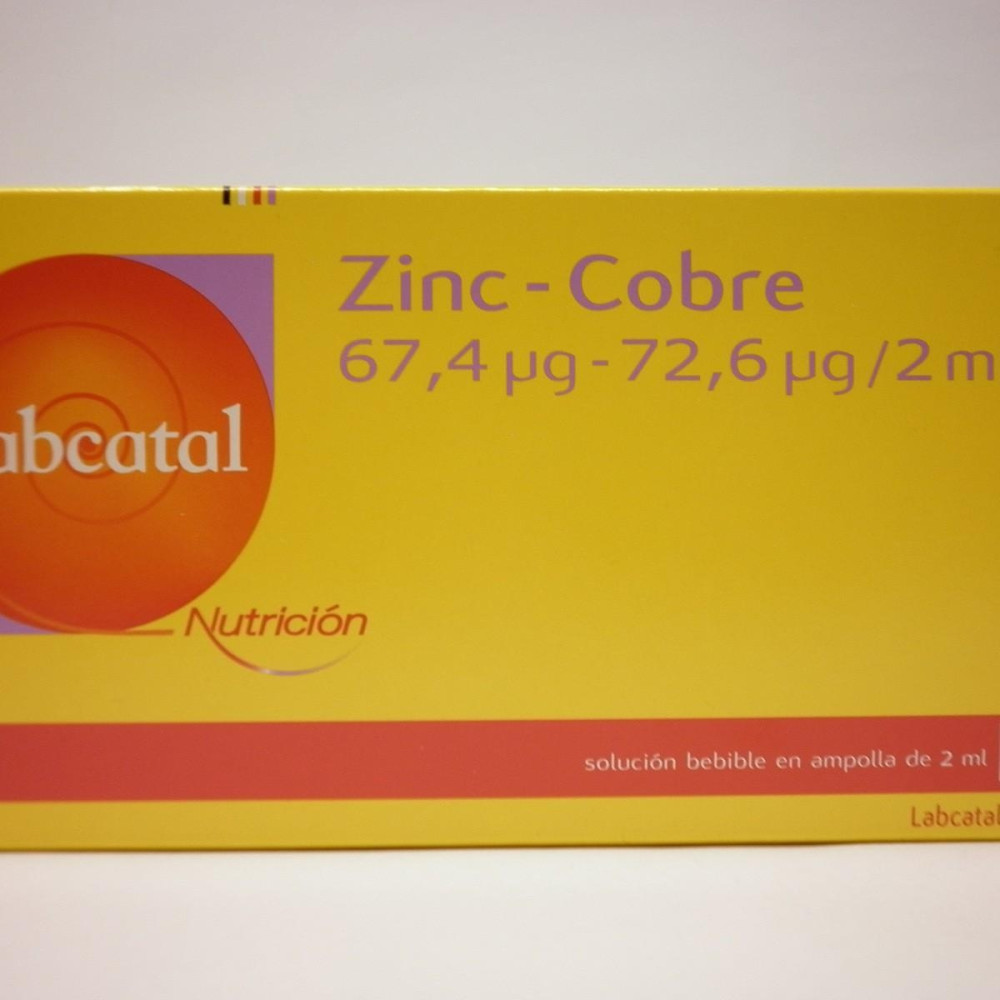 Zinc - Cobre
67,4 µg - 72,6 µg/2 m
abcatal
Nutrición
solución bebible en ampolla de 2 ml
Labcatal